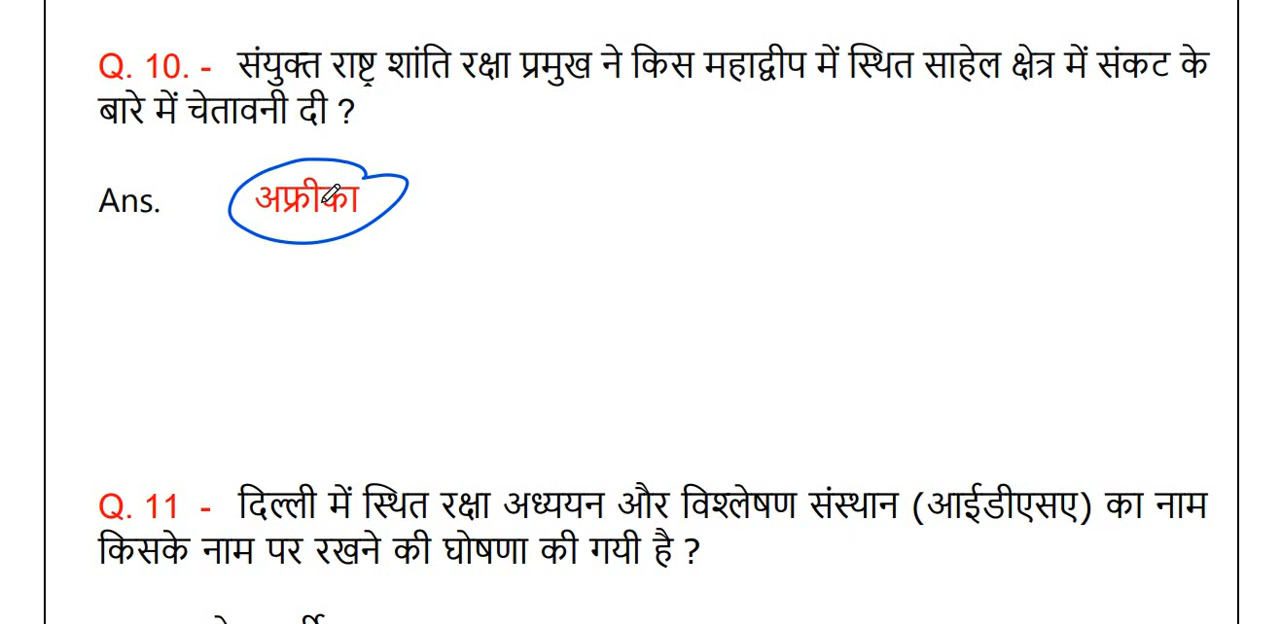 Q. 10. - संयुक्त राष्ट्र शांति रक्षा प्रमुख ने किस महाद्वीप में स्थित साहेल क्षेत्र में संकट के
बारे में चेतावनी दी ?
Ans. अफ्रीका
Q. 11 - दिल्ली में स्थित रक्षा अध्ययन और विश्लेषण संस्थान (आईडीएसए) का नाम
किसके नाम पर रखने की घोषणा की गयी है ?